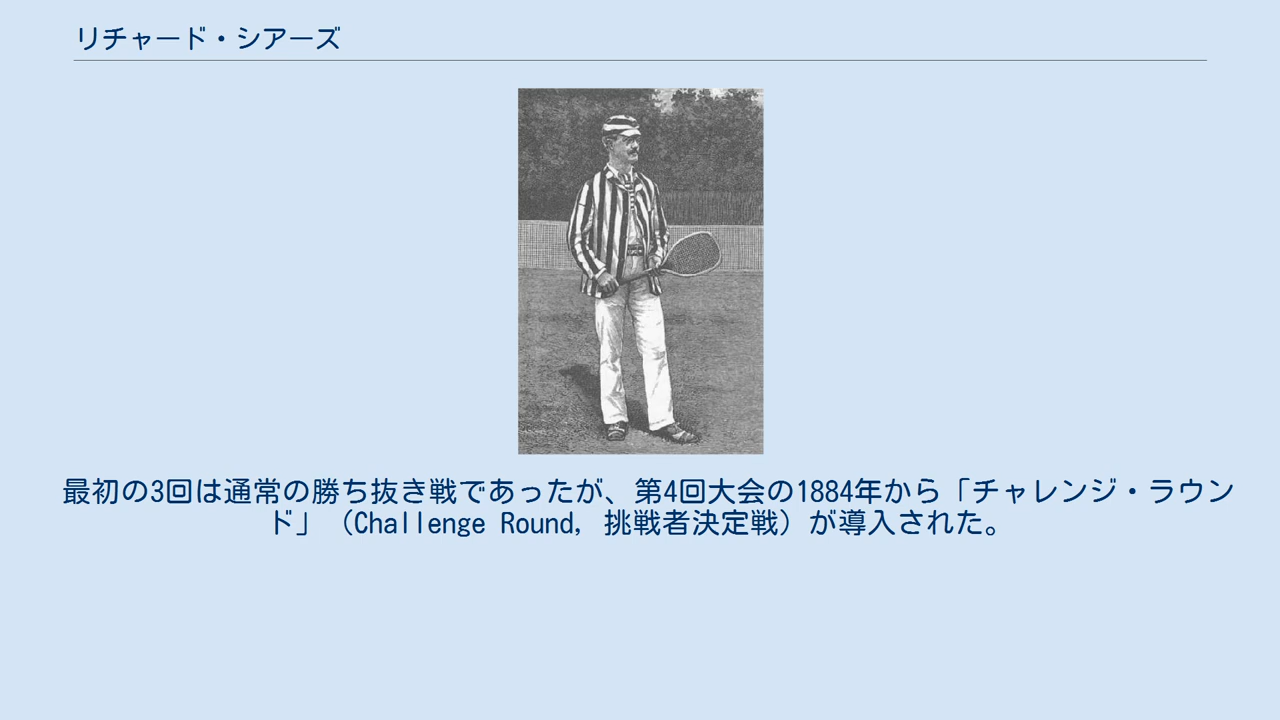 リチャード・シアーズ
最初の3回は通常の勝ち抜き戦であったが、第4回大会の1884年から「チャレンジ・ラウン
ド」（Challenge Round, 挑戦者決定戦）が導入された。